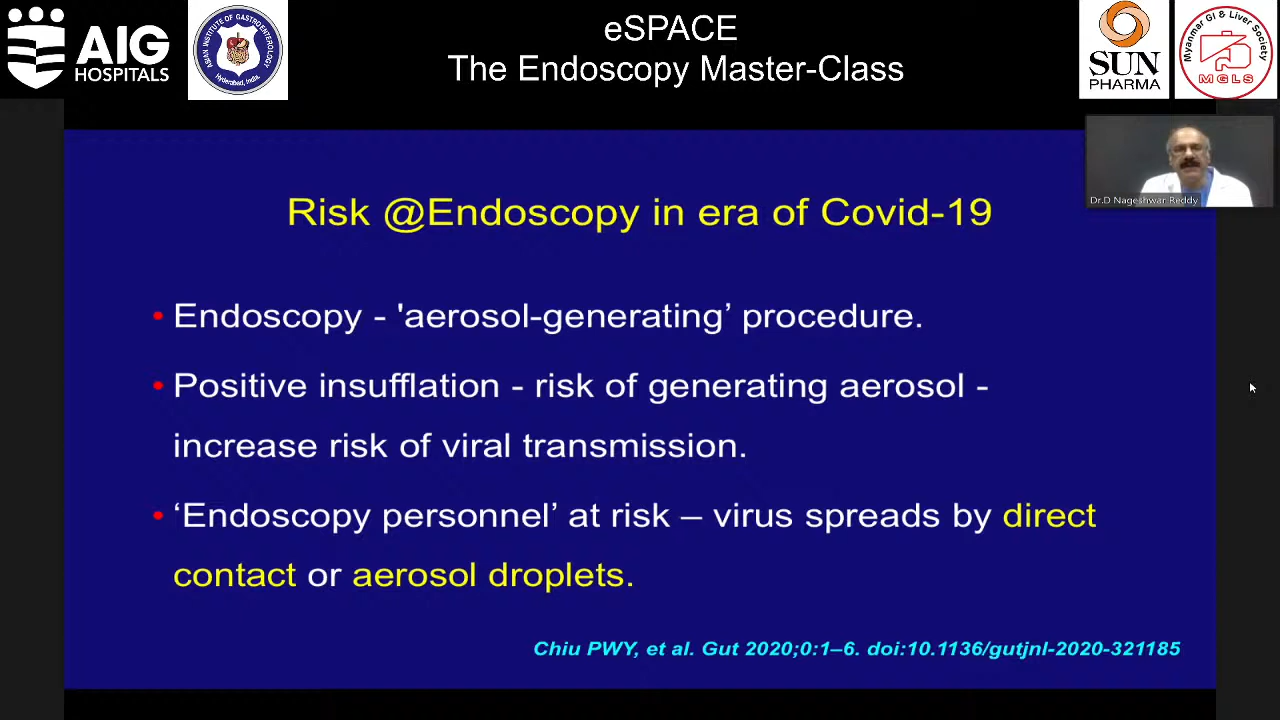 AIG
HOSPITALS
ASIAN INSTITUTE OF GASTROENTEROLOGY
Hyderabad, India.
eSPACE
The Endoscopy Master-Class
SUN
PHARMA
Myanmar GI & Liver Society
MGLS
Dr.D Nageshwar Reddy
Risk @Endoscopy in era of Covid-19
• Endoscopy - 'aerosol-generating’ procedure.
• Positive insufflation - risk of generating aerosol -
increase risk of viral transmission.
• ‘Endoscopy personnel’ at risk – virus spreads by direct
contact or aerosol droplets.
Chiu PWY, et al. Gut 2020;0:1–6. doi:10.1136/gutjnl-2020-321185